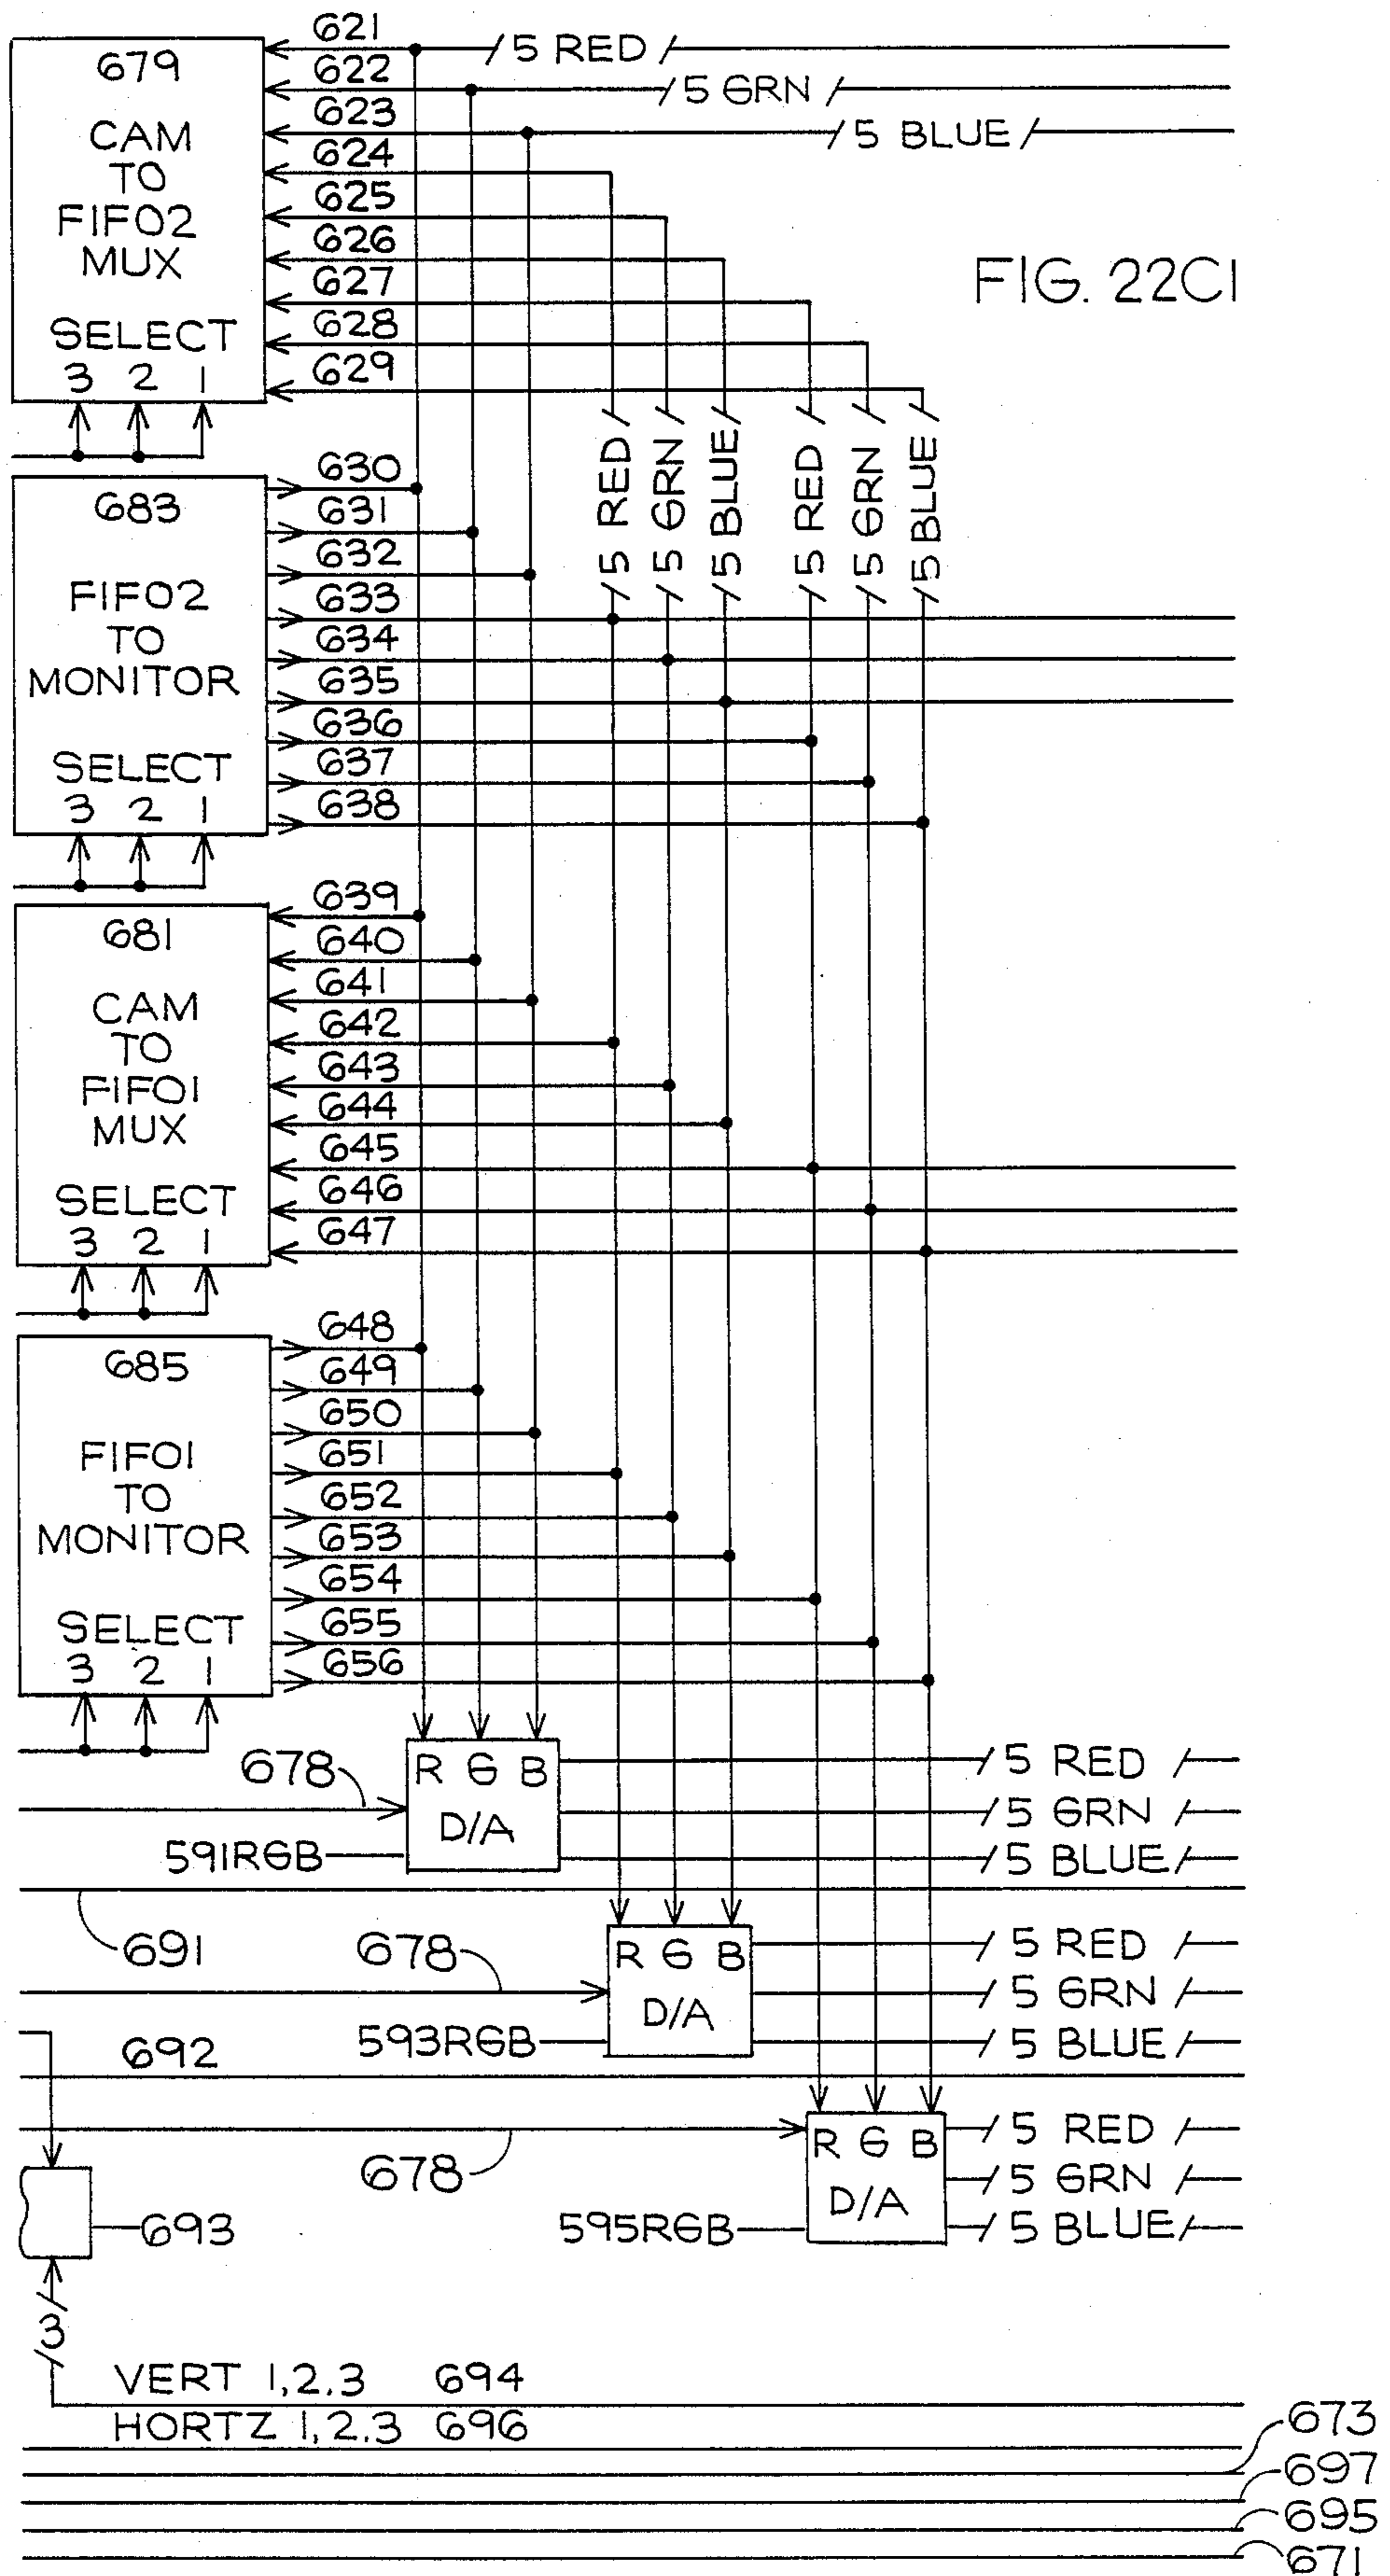 621
5 RED
679
622
5 GRN
623
5 BLUE
CAM
TO
FIFO2
MUX
624
625
626
627
628
629
FIG. 22C1
SELECT
3 2 1
5 RED
5 GRN
5 BLUE
5 RED
5 GRN
5 BLUE
683
630
631
632
633
634
635
636
637
638
FIFO2
TO
MONITOR
SELECT
3 2 1
681
639
640
641
642
643
644
645
646
647
CAM
TO
FIFO1
MUX
SELECT
3 2 1
685
648
649
650
651
652
653
654
655
656
FIFO1
TO
MONITOR
SELECT
3 2 1
678
R G B
D/A
591RGB
5 RED
5 GRN
5 BLUE
691
678
R G B
D/A
593RGB
5 RED
5 GRN
5 BLUE
692
678
R G B
D/A
595RGB
5 RED
5 GRN
5 BLUE
693
3
VERT 1,2.3 694
HORTZ 1,2.3 696
673
697
695
671